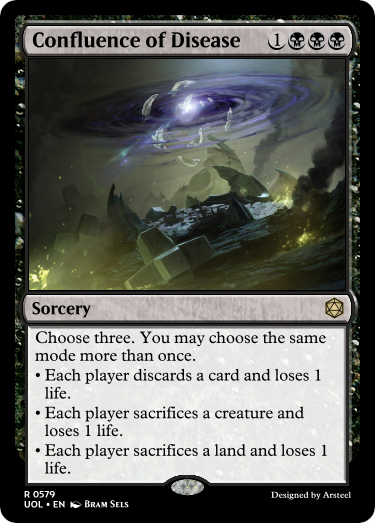 Confluence of Disease 1
Sorcery
Choose three. You may choose the same
mode more than once.
• Each player discards a card and loses 1
life.
• Each player sacrifices a creature and
loses 1 life.
• Each player sacrifices a land and loses 1
life.
R 0579
UOL • EN Bram Sels
Designed by Arsteel